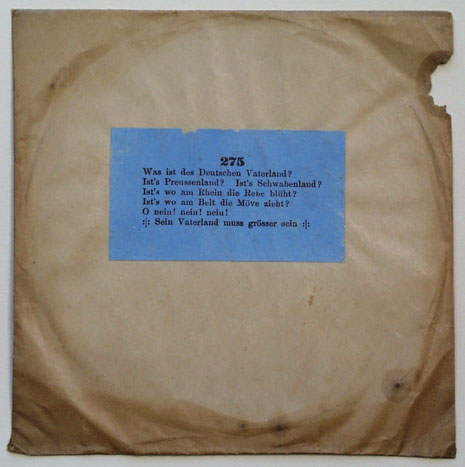 275
Was ist des Deutschen Vaterland?
Ist's Preussenland? Ist's Schwabenland?
Ist's wo am Rhein die Rebe blüht?
Ist's wo am Belt die Möve zieht?
O nein! nein! nein!
:|: Sein Vaterland muss grösser sein :|: